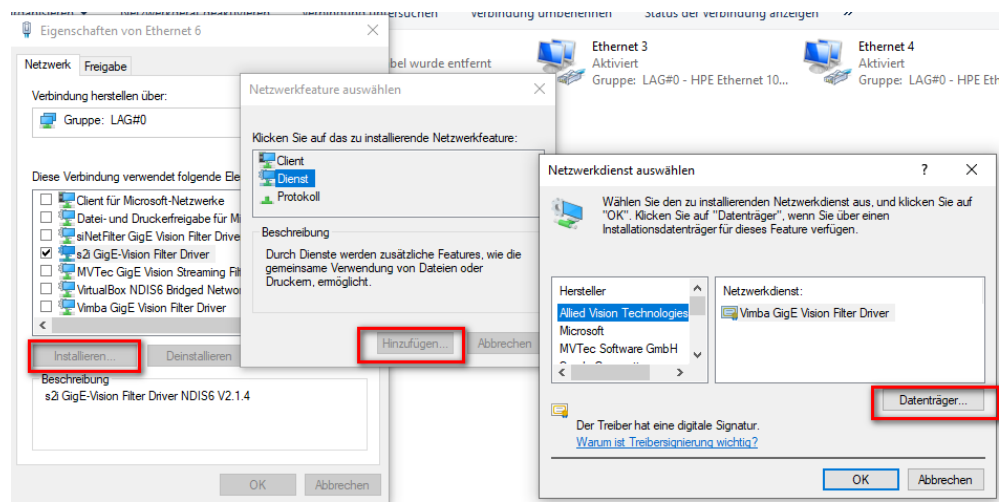 Verbindung untersuchen
Verbindung umbenennen
Status der Verbindung anzeigen
»
Eigenschaften von Ethernet 6
Netzwerk
Freigabe
Verbindung herstellen über:
Gruppe: LAG#0
Diese Verbindung verwendet folgende Ele
Client für Microsoft-Netzwerke
Datei- und Druckerfreigabe für M
siNetFilter GigE Vision Filter Drive
s2i GigE-Vision Filter Driver
MVTec GigE Vision Streaming Filt
VirtualBox NDIS6 Bridged Netwo
Vimba GigE Vision Filter Driver
Installieren...
Deinstallieren
Beschreibung
s2i GigE-Vision Filter Driver NDIS6 V2.1.4
OK
Abbrechen
bel wurde entfernt
Ethernet 3
Aktiviert
Gruppe: LAG#0 - HPE Ethernet 10...
Ethernet 4
Aktiviert
Gruppe: LAG#0 - HPE Eth
Netzwerkfeature auswählen
Klicken Sie auf das zu installierende Netzwerkfeature:
Client
Dienst
Protokoll
Beschreibung
Durch Dienste werden zusätzliche Features, wie die
gemeinsame Verwendung von Dateien oder
Druckern, ermöglicht.
Hinzufügen...
Abbrechen
Netzwerkdienst auswählen
?
Wählen Sie den zu installierenden Netzwerkdienst aus, und klicken Sie auf
"OK". Klicken Sie auf "Datenträger", wenn Sie über einen
Installationsdatenträger für dieses Feature verfügen.
Hersteller
Allied Vision Technologies
Microsoft
MVTec Software GmbH
Netzwerkdienst:
Vimba GigE Vision Filter Driver
Datenträger...
Der Treiber hat eine digitale Signatur.
Warum ist Treibersignierung wichtig?
OK
Abbrechen